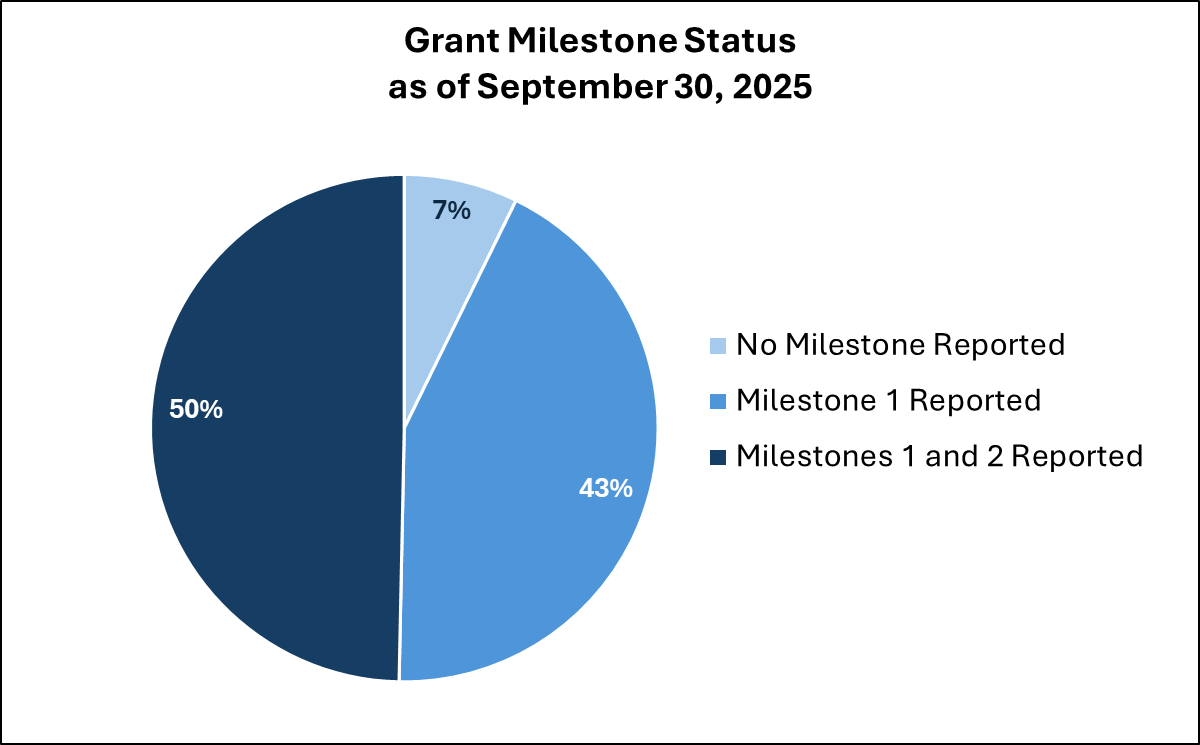 Grant Milestone Status
as of September 30, 2025
7%
50%
43%
No Milestone Reported
Milestone 1 Reported
Milestones 1 and 2 Reported